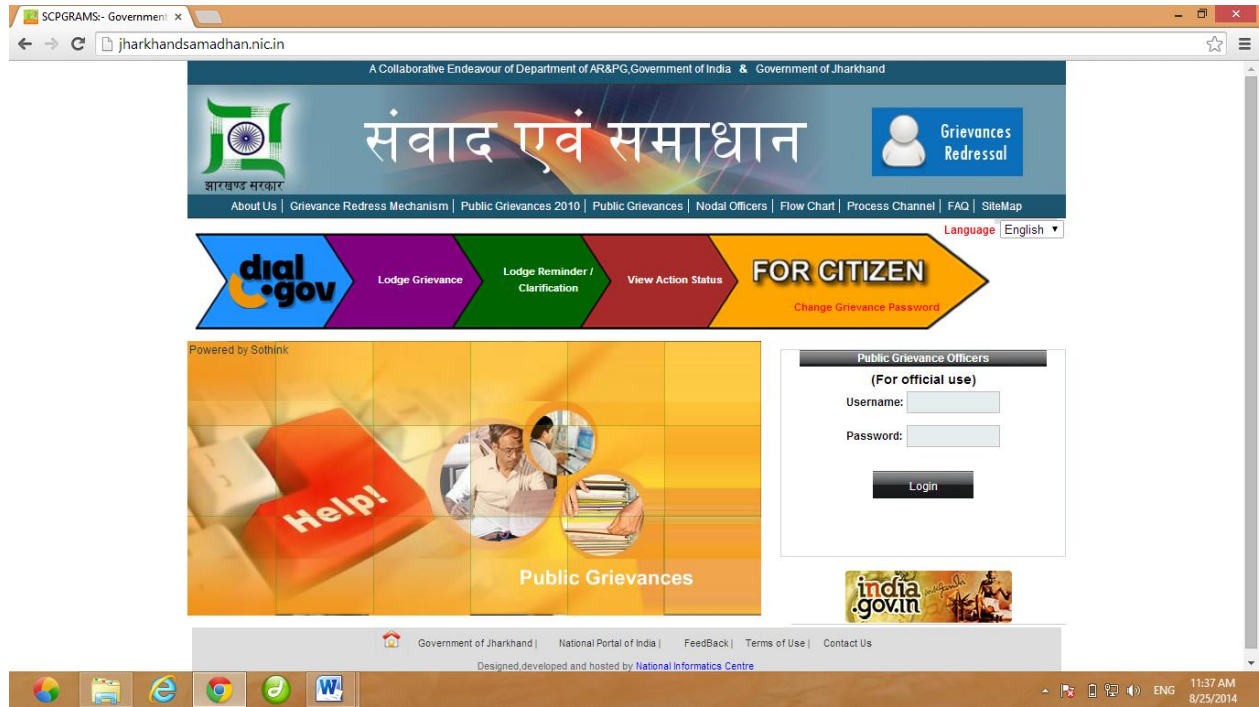 SCPGRAMS:- Government
jharkhandsamadhan.nic.in
A Collaborative Endeavour of Department of AR&PG,Government of India & Government of Jharkhand
झारखण्ड सरकार
संवाद एवं समाधान
Grievances
Redressal
About Us | Grievance Redress Mechanism | Public Grievances 2010 | Public Grievances | Nodal Officers | Flow Chart | Process Channel | FAQ | SiteMap
Language English
dial
.gov
Lodge Grievance
Lodge Reminder /
Clarification
View Action Status
FOR CITIZEN
Change Grievance Password
Powered by Sothink
Help!
Public Grievances
Public Grievance Officers
(For official use)
Username:
Password:
Login
india
.gov.in
Government of Jharkhand | National Portal of India | FeedBack | Terms of Use | Contact Us
Designed,developed and hosted by National Informatics Centre
ENG
11:37 AM
8/25/2014